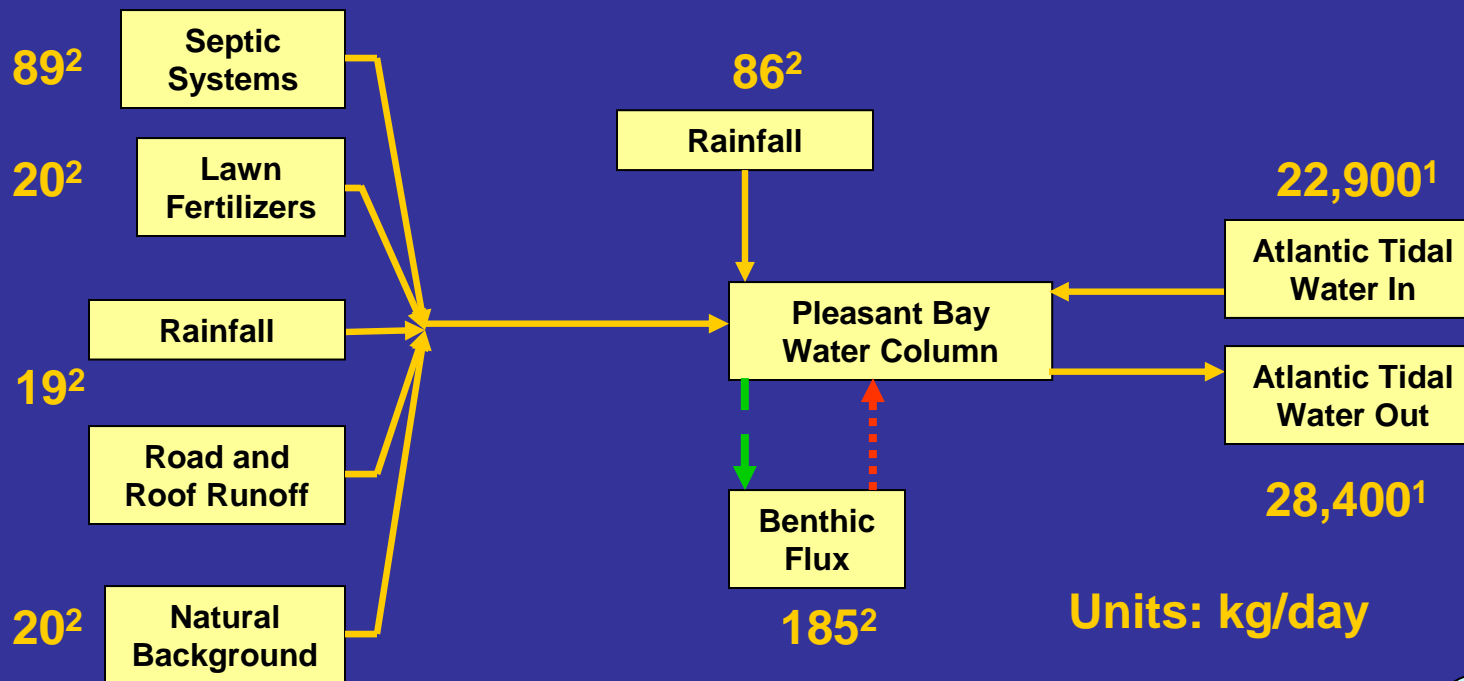 89²
Septic
Systems
20²
Lawn
Fertilizers
Rainfall
19²
Road and
Roof Runoff
20²
Natural
Background
86²
Rainfall
Pleasant Bay
Water Column
Benthic
Flux
185²
22,900¹
Atlantic Tidal
Water In
Atlantic Tidal
Water Out
28,400¹
Units: kg/day